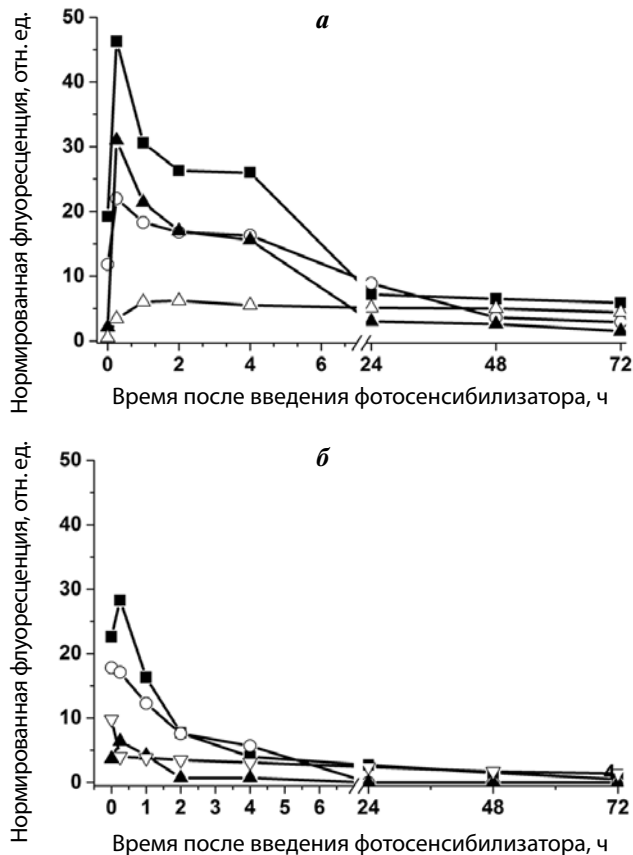 а
50
40
30
20
10
0
0 2 4 6 24 48 72
Нормированная флуоресценция, отн. ед.
Время после введения фотосенсибилизатора, ч
б
50
40
30
20
10
0
0 1 2 3 4 5 6 24 48 72
Нормированная флуоресценция, отн. ед.
Время после введения фотосенсибилизатора, ч